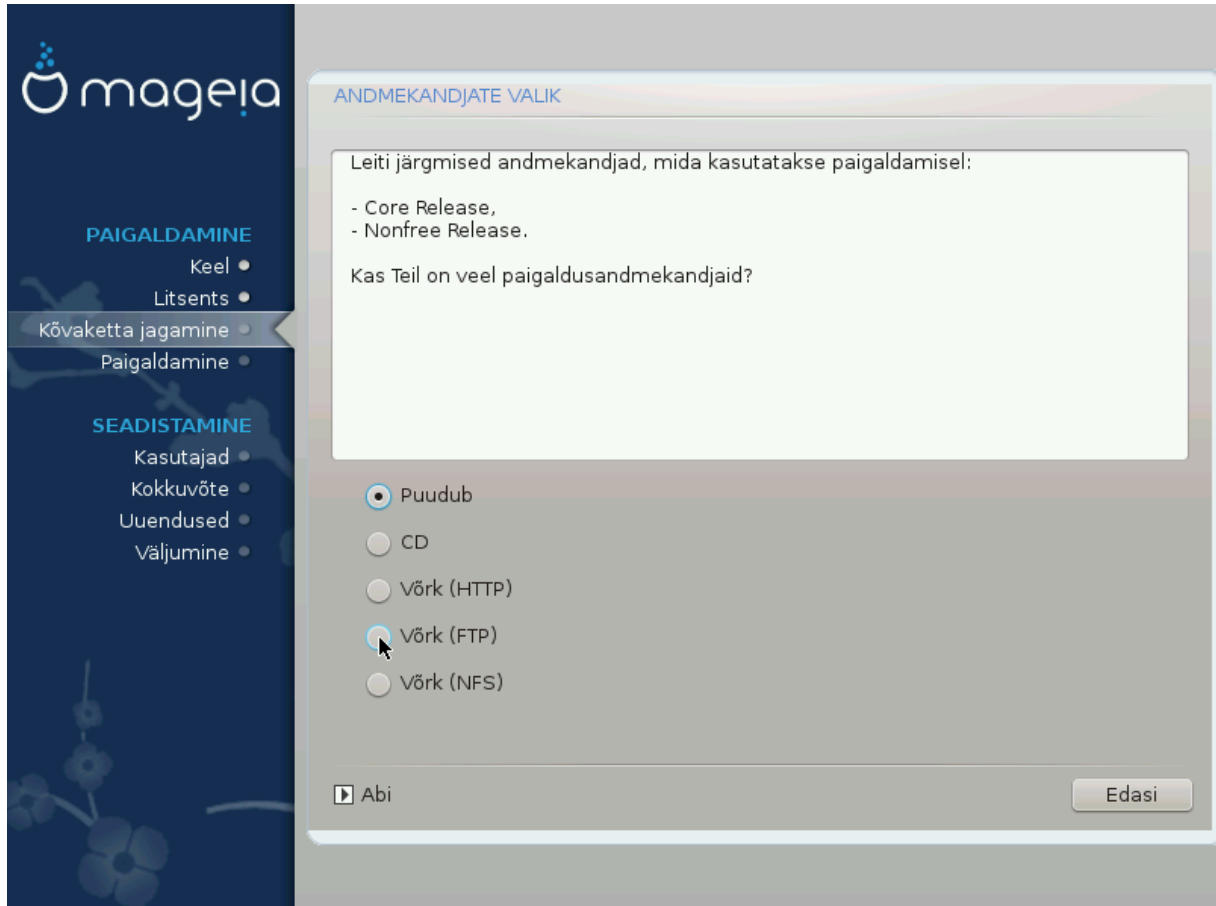 mageia
PAIGALDAMINE
Keel
Litsents
Kõvaketta jagamine
Paigaldamine
SEADISTAMINE
Kasutajad
Kokkuvõte
Uuendused
Väljumine
ANDMEKANDJATE VALIK
Leiti järgmised andmekandjad, mida kasutatakse paigaldamisel:
- Core Release,
- Nonfree Release.
Kas Teil on veel paigaldusandmekandjaid?
Puudub
CD
Võrk (HTTP)
Võrk (FTP)
Võrk (NFS)
Abi
Edasi